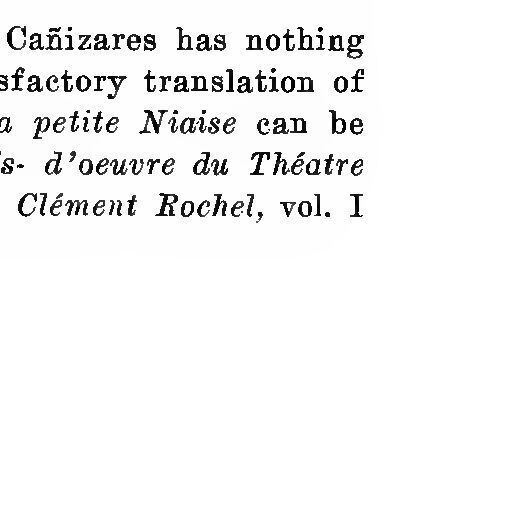 Cañizares has nothing
sfactory translation of
a petite Niaise can be
s- d'oeuvre du Théatre
Clément Rochel, vol. I